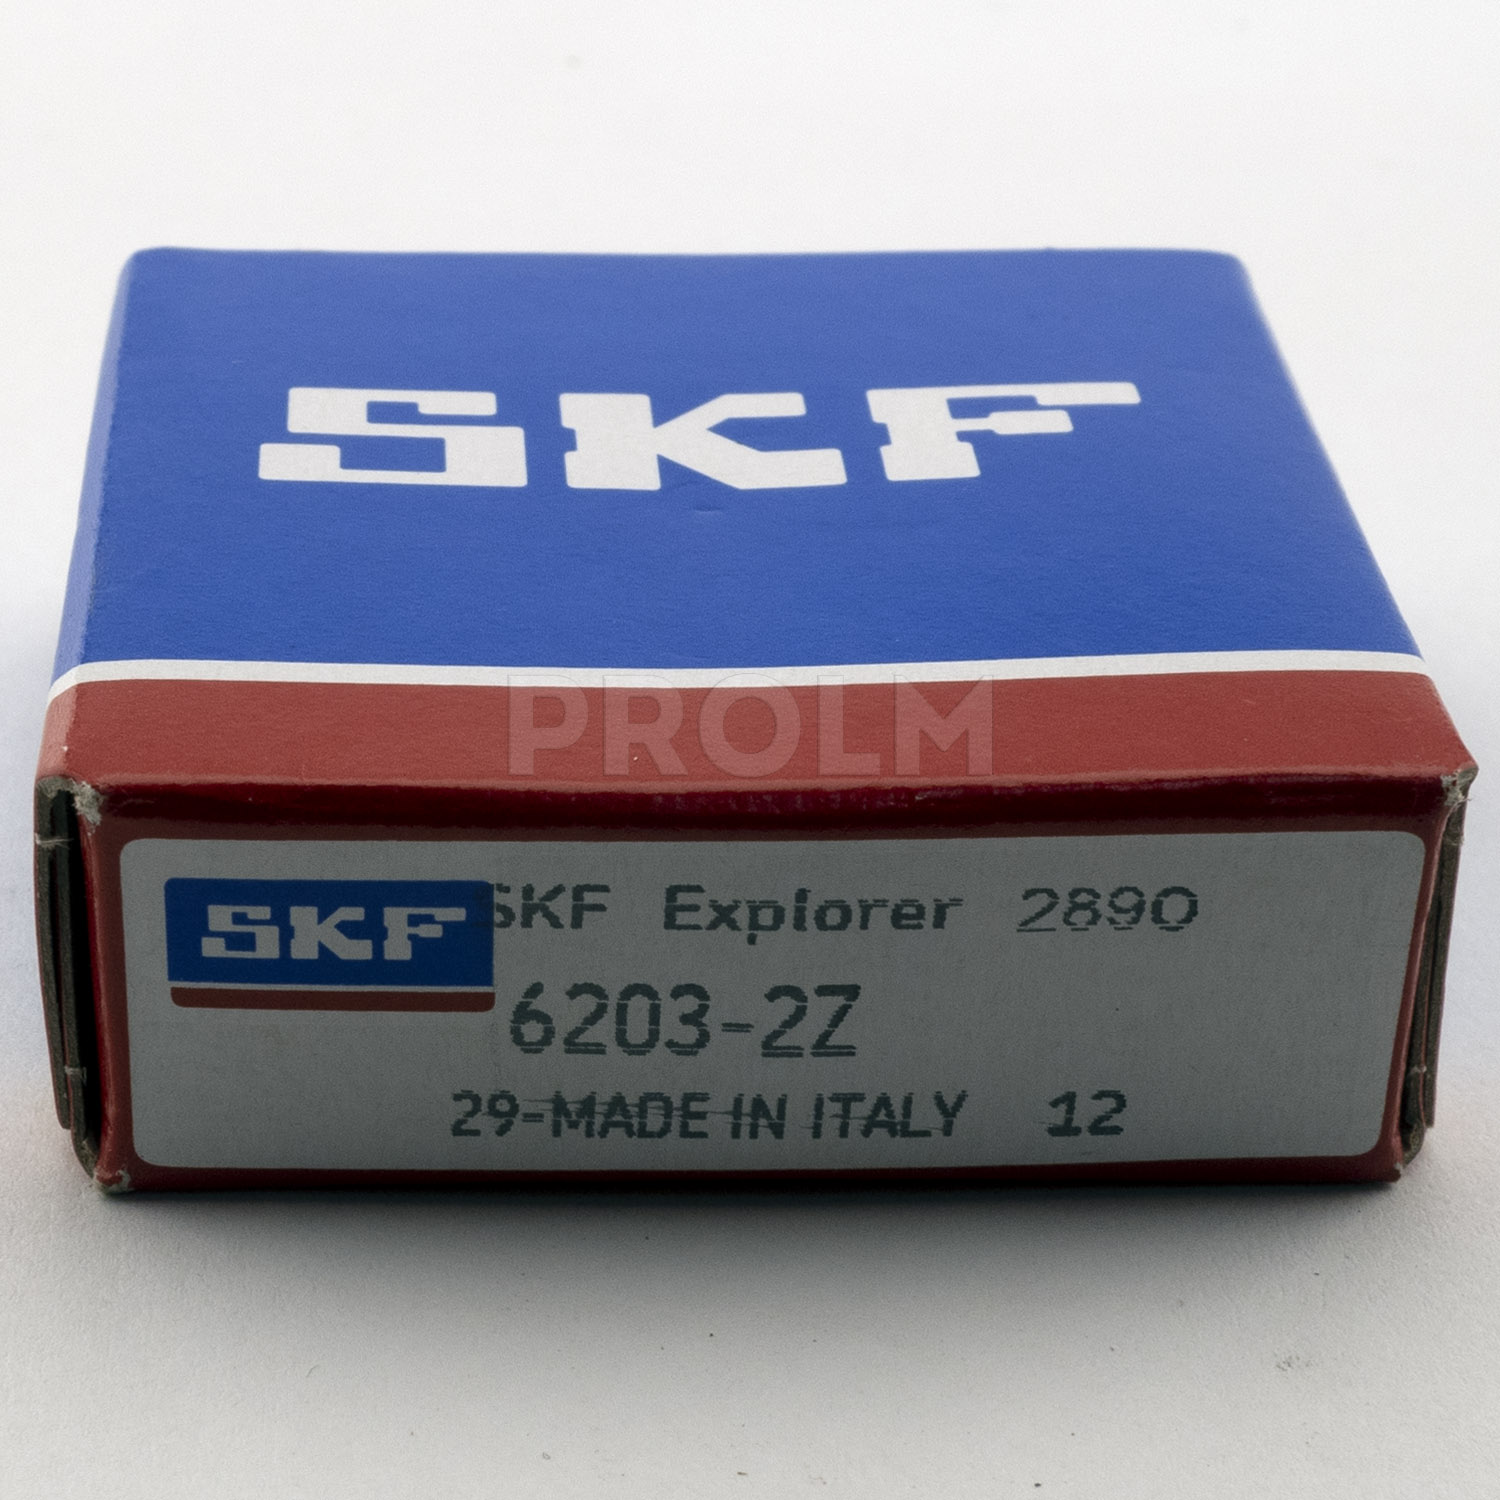 SKF
PROLM
SKF SKF Explorer 2890
6203-2Z
29-MADE IN ITALY 12